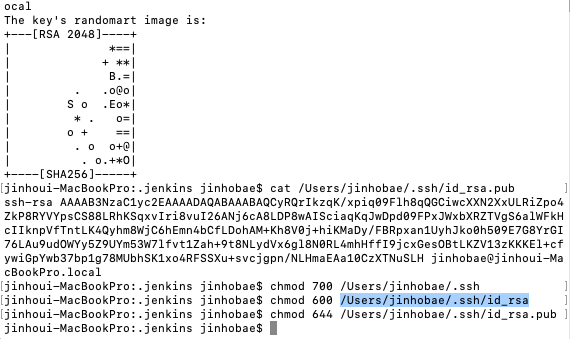 ocal
The key's randomart image is:
+---[RSA 2048]----+
|             *==|
|            + **|
|             B.=|
|        .   .o@o|
|       S o  .Eo*|
|        * .   o=|
|       o +    ==|
|        . o  o+@|
|         . o.+*O|
+----[SHA256]-----+
[jinhoui-MacBookPro:.jenkins jinhobae$ cat /Users/jinhobae/.ssh/id_rsa.pub ]
ssh-rsa AAAAB3NzaC1yc2EAAAADAQABAAABAQCyRQrIkzqK/xpiq09Flh8qQGCiwcXXN2XxULRiZpo4
ZkP8RYVYpsCS88LRhKSqxvIri8vuI26ANj6cA8LDP8wAISciaqKqJwDpd09FPxJWxbXRZTVgS6alWFkH
cIIknpVfTntLK4Qyhm8WjC6hEmn4bCfLDohAM+Kh8V0j+hiKMaDy/FBRpxan1UyhJko0h509E7G8YrGI
76LAu9udOWYy5Z9UYm53W7lfvt1Zah+9t8NLydVx6gl8N0RL4mhHffI9jcxGesOBtLKZV13zKKKEl+cf
ywiGpYwb37bp1g78MUbhSK1xo4RFSSXu+svcjgpn/NLHmaEAa10CzXTNuSLH jinhobae@jinhoui-Ma
cBookPro.local
[jinhoui-MacBookPro:.jenkins jinhobae$ chmod 700 /Users/jinhobae/.ssh ]
[jinhoui-MacBookPro:.jenkins jinhobae$ chmod 600 /Users/jinhobae/.ssh/id_rsa ]
[jinhoui-MacBookPro:.jenkins jinhobae$ chmod 644 /Users/jinhobae/.ssh/id_rsa.pub ]
jinhoui-MacBookPro:.jenkins jinhobae$